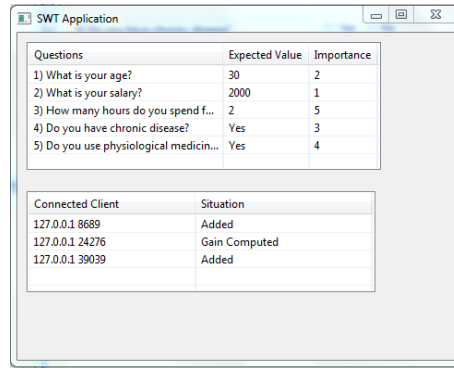 SWT Application
Questions Expected Value Importance
1) What is your age? 30 2
2) What is your salary? 2000 1
3) How many hours do you spend f... 2 5
4) Do you have chronic disease? Yes 3
5) Do you use physiological medicin... Yes 4
Connected Client Situation
127.0.0.1 8689 Added
127.0.0.1 24276 Gain Computed
127.0.0.1 39039 Added